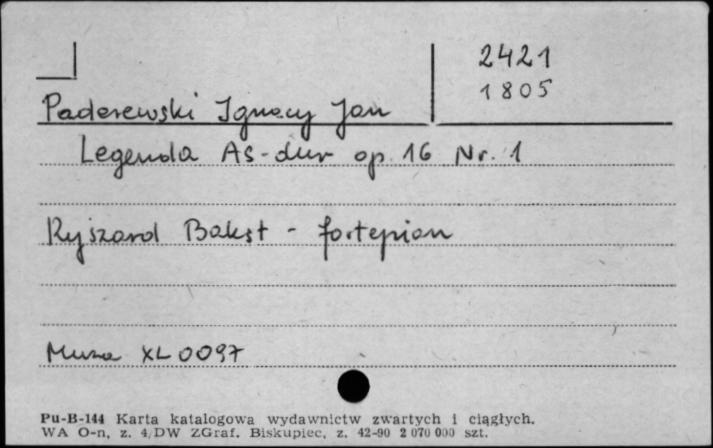 2421
1805
Paderewski Ignacy Jan
Legenda As-dur op. 16 Nr. 1
Ryszard Bakst - fortepian
Muza XL 0097
Pu-B-144 Karta katalogowa wydawnictw zwartych i ciągłych.
WA O-n, z. 4/DW ZGraf. Biskupiec, z. 42-90 2 070 000 szt.